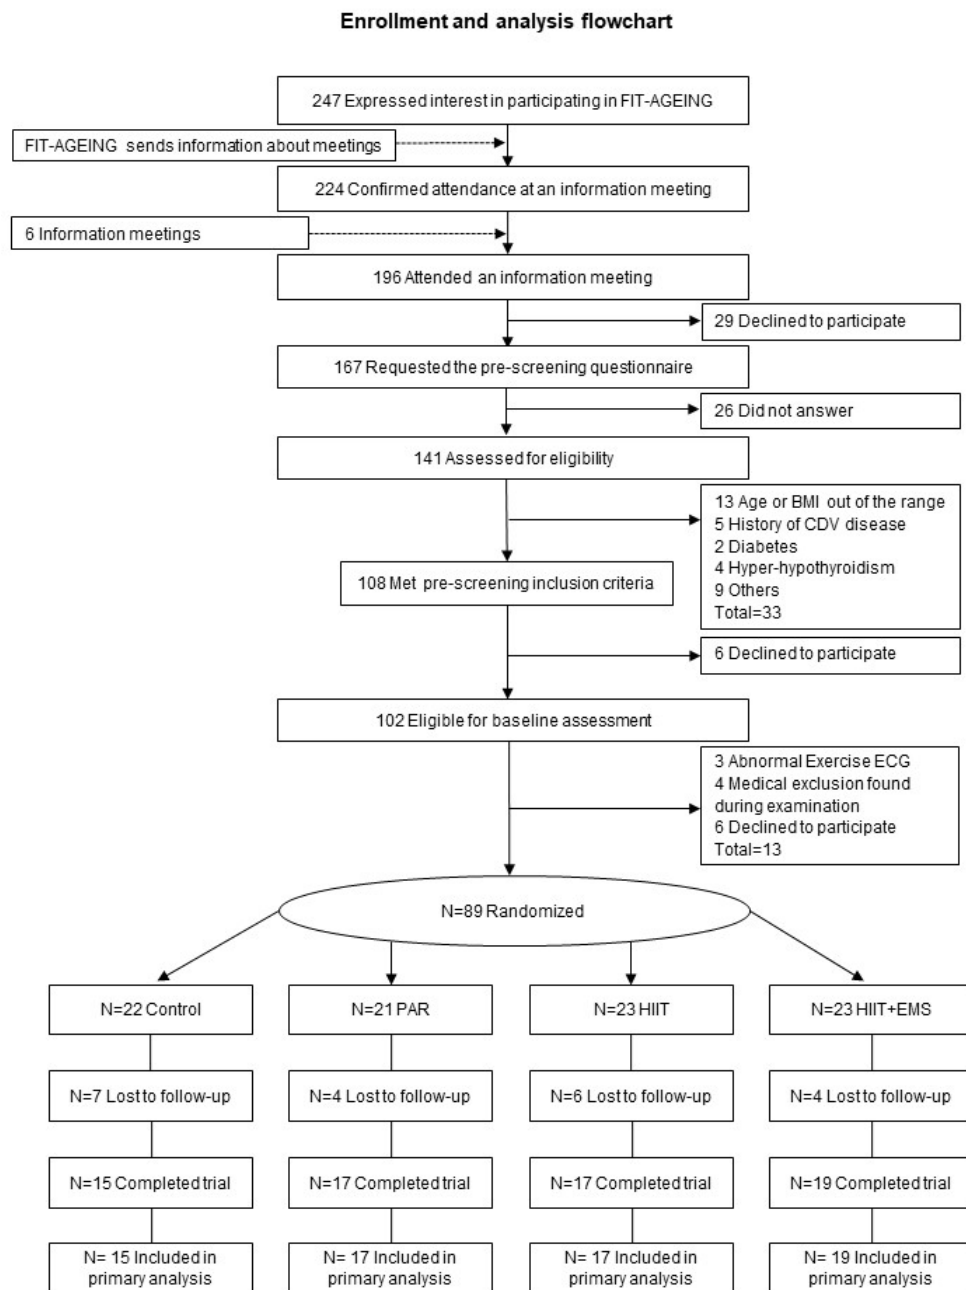 Enrollment and analysis flowchart
247 Expressed interest in participating in FIT-AGEING
FIT-AGEING sends information about meetings
224 Confirmed attendance at an information meeting
6 Information meetings
196 Attended an information meeting
29 Declined to participate
167 Requested the pre-screening questionnaire
26 Did not answer
141 Assessed for eligibility
13 Age or BMI out of the range
5 History of CDV disease
2 Diabetes
4 Hyper-hypothyroidism
9 Others
Total=33
108 Met pre-screening inclusion criteria
6 Declined to participate
102 Eligible for baseline assessment
3 Abnormal Exercise ECG
4 Medical exclusion found
during examination
6 Declined to participate
Total=13
N=89 Randomized
N=22 Control
N=21 PAR
N=23 HIIT
N=23 HIIT+EMS
N=7 Lost to follow-up
N=4 Lost to follow-up
N=6 Lost to follow-up
N=4 Lost to follow-up
N=15 Completed trial
N=17 Completed trial
N=17 Completed trial
N=19 Completed trial
N= 15 Included in
primary analysis
N= 17 Included in
primary analysis
N= 17 Included in
primary analysis
N= 19 Included in
primary analysis